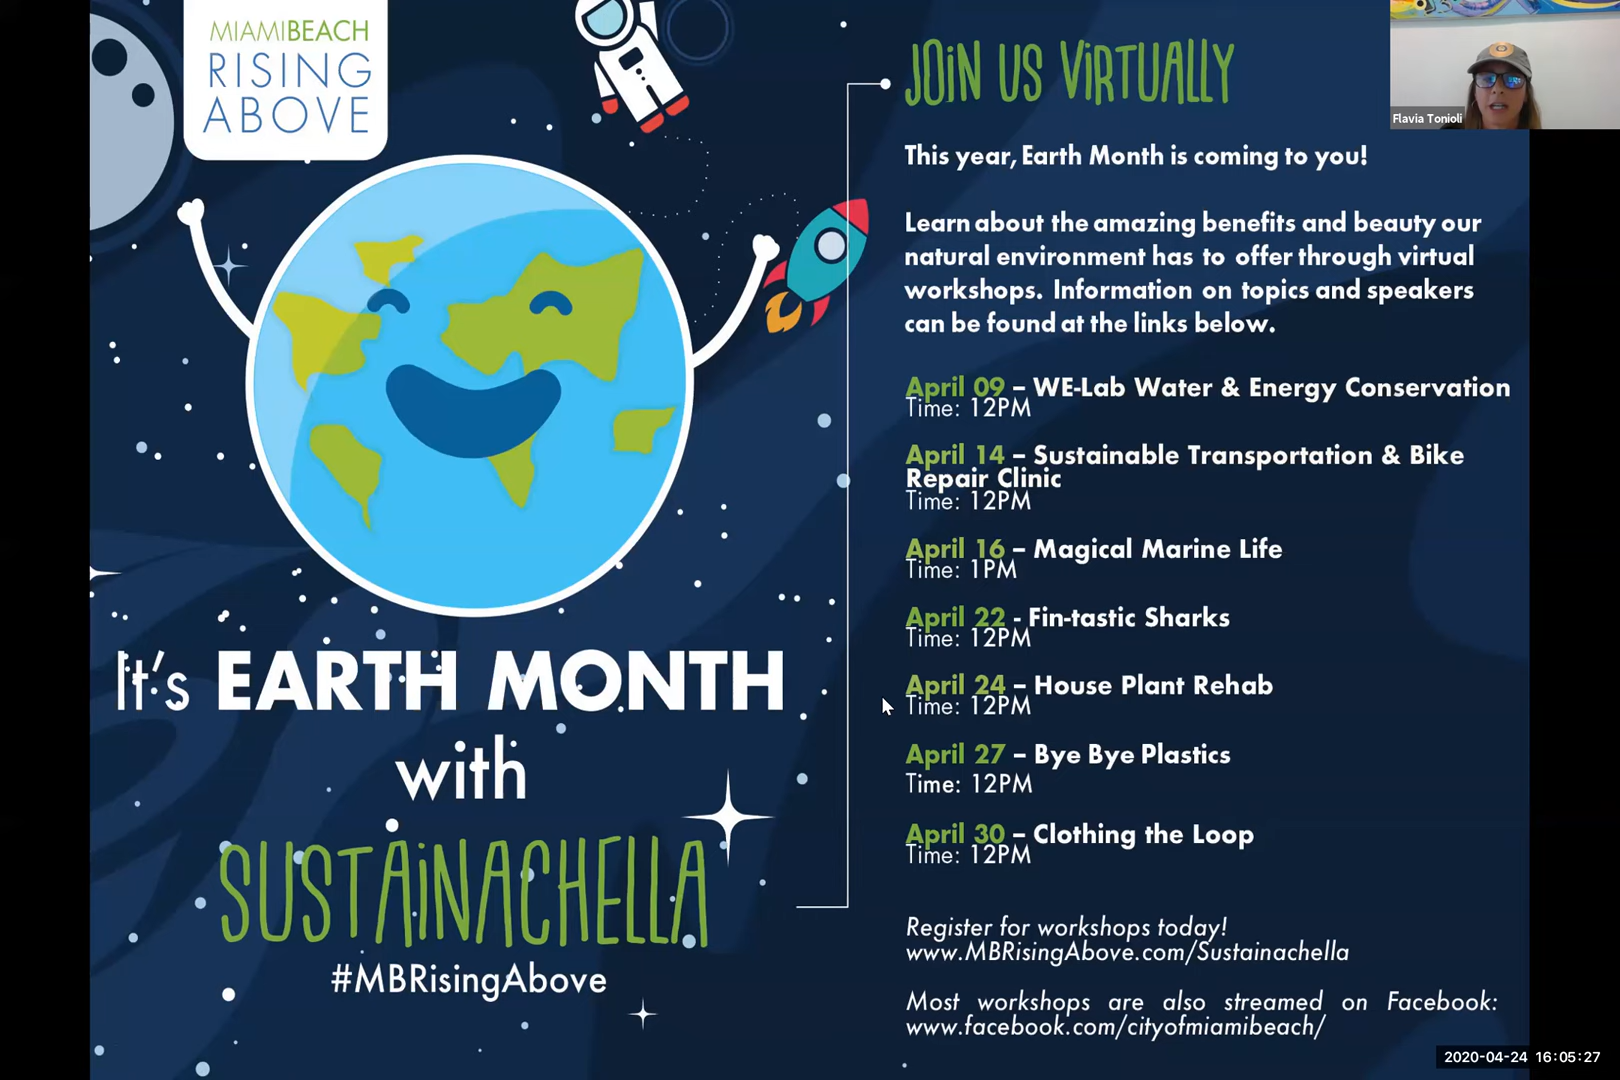 MIAMIBEACH
RISING
ABOVE
It's EARTH MONTH
with
SUSTAiNACHELLA
#MBRisingAbove
JOiN US ViRTUALLY
This year, Earth Month is coming to you!
Learn about the amazing benefits and beauty our
natural environment has to offer through virtual
workshops. Information on topics and speakers
can be found at the links below.
April 09 – WE-Lab Water & Energy Conservation
Time: 12PM
April 14 – Sustainable Transportation & Bike
Repair Clinic
Time: 12PM
April 16 – Magical Marine Life
Time: 1PM
April 22 - Fin-tastic Sharks
Time: 12PM
April 24 – House Plant Rehab
Time: 12PM
April 27 – Bye Bye Plastics
Time: 12PM
April 30 – Clothing the Loop
Time: 12PM
Register for workshops today!
www.MBRisingAbove.com/Sustainachella
Most workshops are also streamed on Facebook:
www.facebook.com/cityofmiamibeach/
Flavia Tonioli
2020-04-24 16:05:27